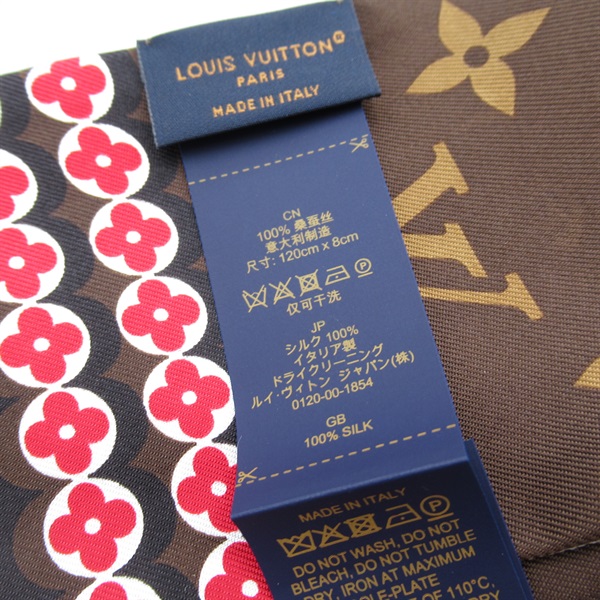 LOUIS VUITTON®
PARIS
MADE IN ITALY
CN
100% 桑蚕丝
意大利制造
尺寸: 120cm x 8cm
仅可干洗
JP
シルク 100%
イタリア製
ドライクリーニング
ルイ・ヴィトン ジャパン(株)
0120-00-1854
GB
100% SILK
MADE IN ITALY
DO NOT WASH, DO NOT
BLEACH, DO NOT TUMBLE
DRY, IRON AT MAXIMUM
SOLE-PLATE
OF 110°C,
LV